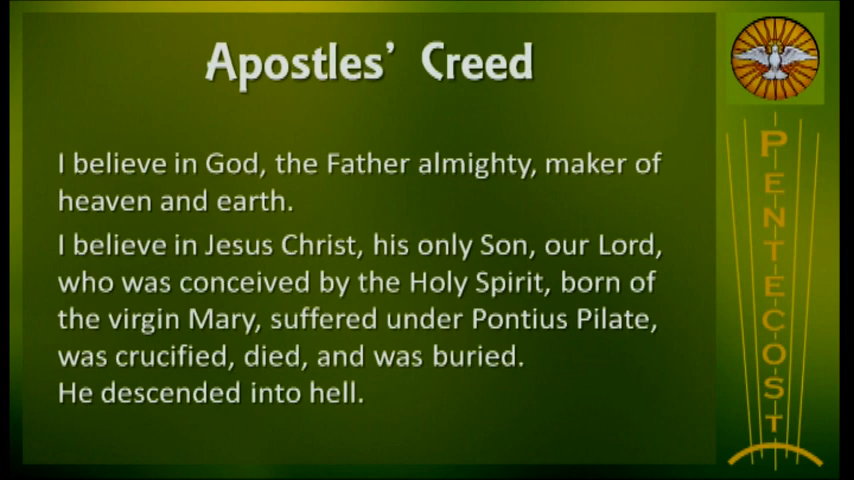 Apostles’ Creed
I believe in God, the Father almighty, maker of
heaven and earth.
I believe in Jesus Christ, his only Son, our Lord,
who was conceived by the Holy Spirit, born of
the virgin Mary, suffered under Pontius Pilate,
was crucified, died, and was buried.
He descended into hell.
PENTECOST